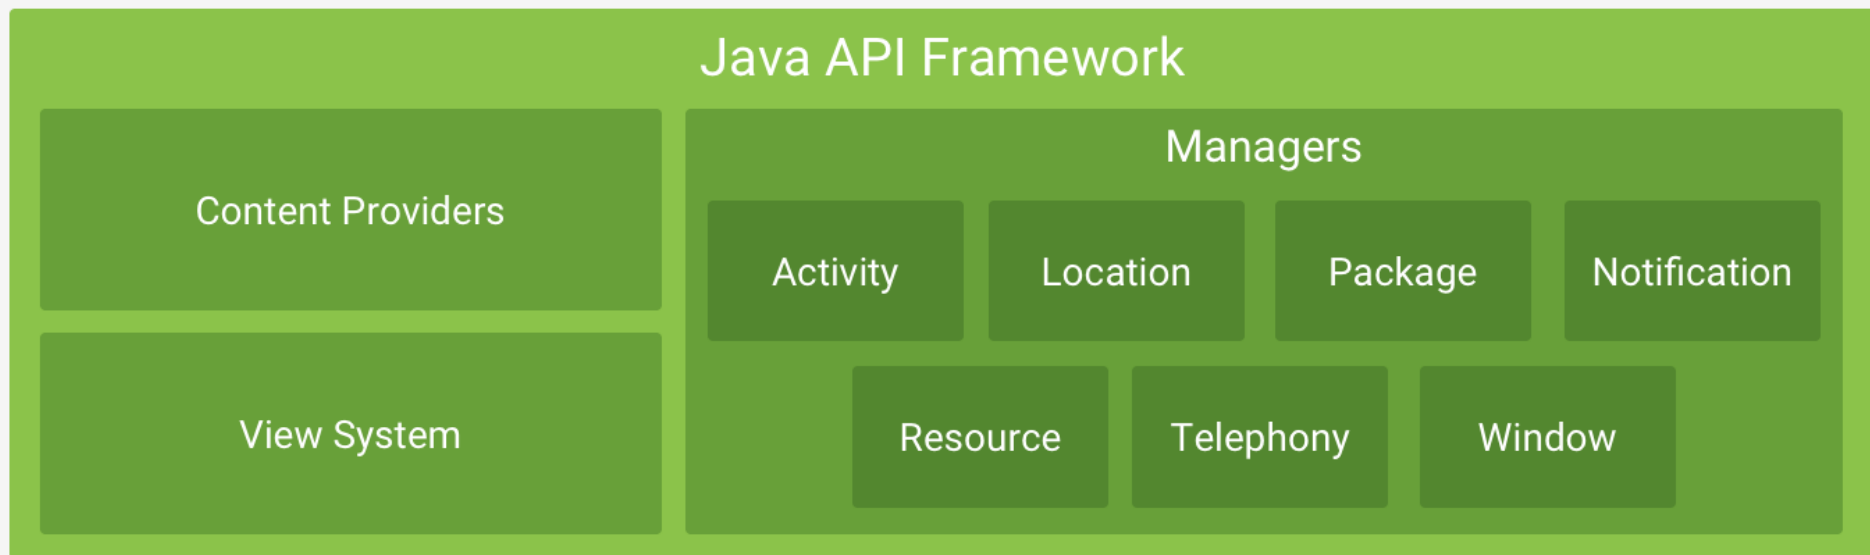 Java API Framework
Content Providers
View System
Managers
Activity
Location
Package
Notification
Resource
Telephony
Window